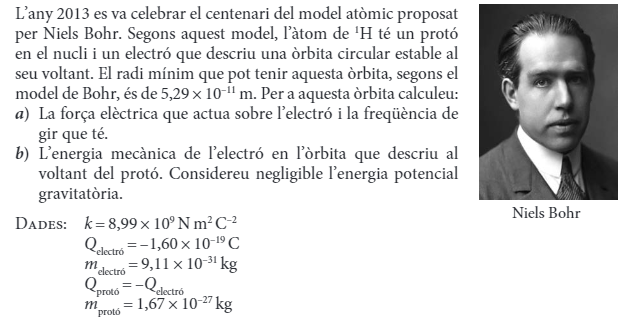 L’any 2013 es va celebrar el centenari del model atòmic proposat
per Niels Bohr. Segons aquest model, l’àtom de ¹H té un protó
en el nucli i un electró que descriu una òrbita circular estable al
seu voltant. El radi mínim que pot tenir aquesta òrbita, segons el
model de Bohr, és de 5,29 × 10⁻¹¹ m. Per a aquesta òrbita calculeu:
a) La força elèctrica que actua sobre l’electró i la freqüència de
gir que té.
b) L’energia mecànica de l’electró en l’òrbita que descriu al
voltant del protó. Considereu negligible l’energia potencial
gravitatòria.
Niels Bohr
DADES: k = 8,99 × 10⁹ N m² C⁻²
Q electró = −1,60 × 10⁻¹⁹ C
m electró = 9,11 × 10⁻³¹ kg
Q protó = −Q electró
m protó = 1,67 × 10⁻²⁷ kg